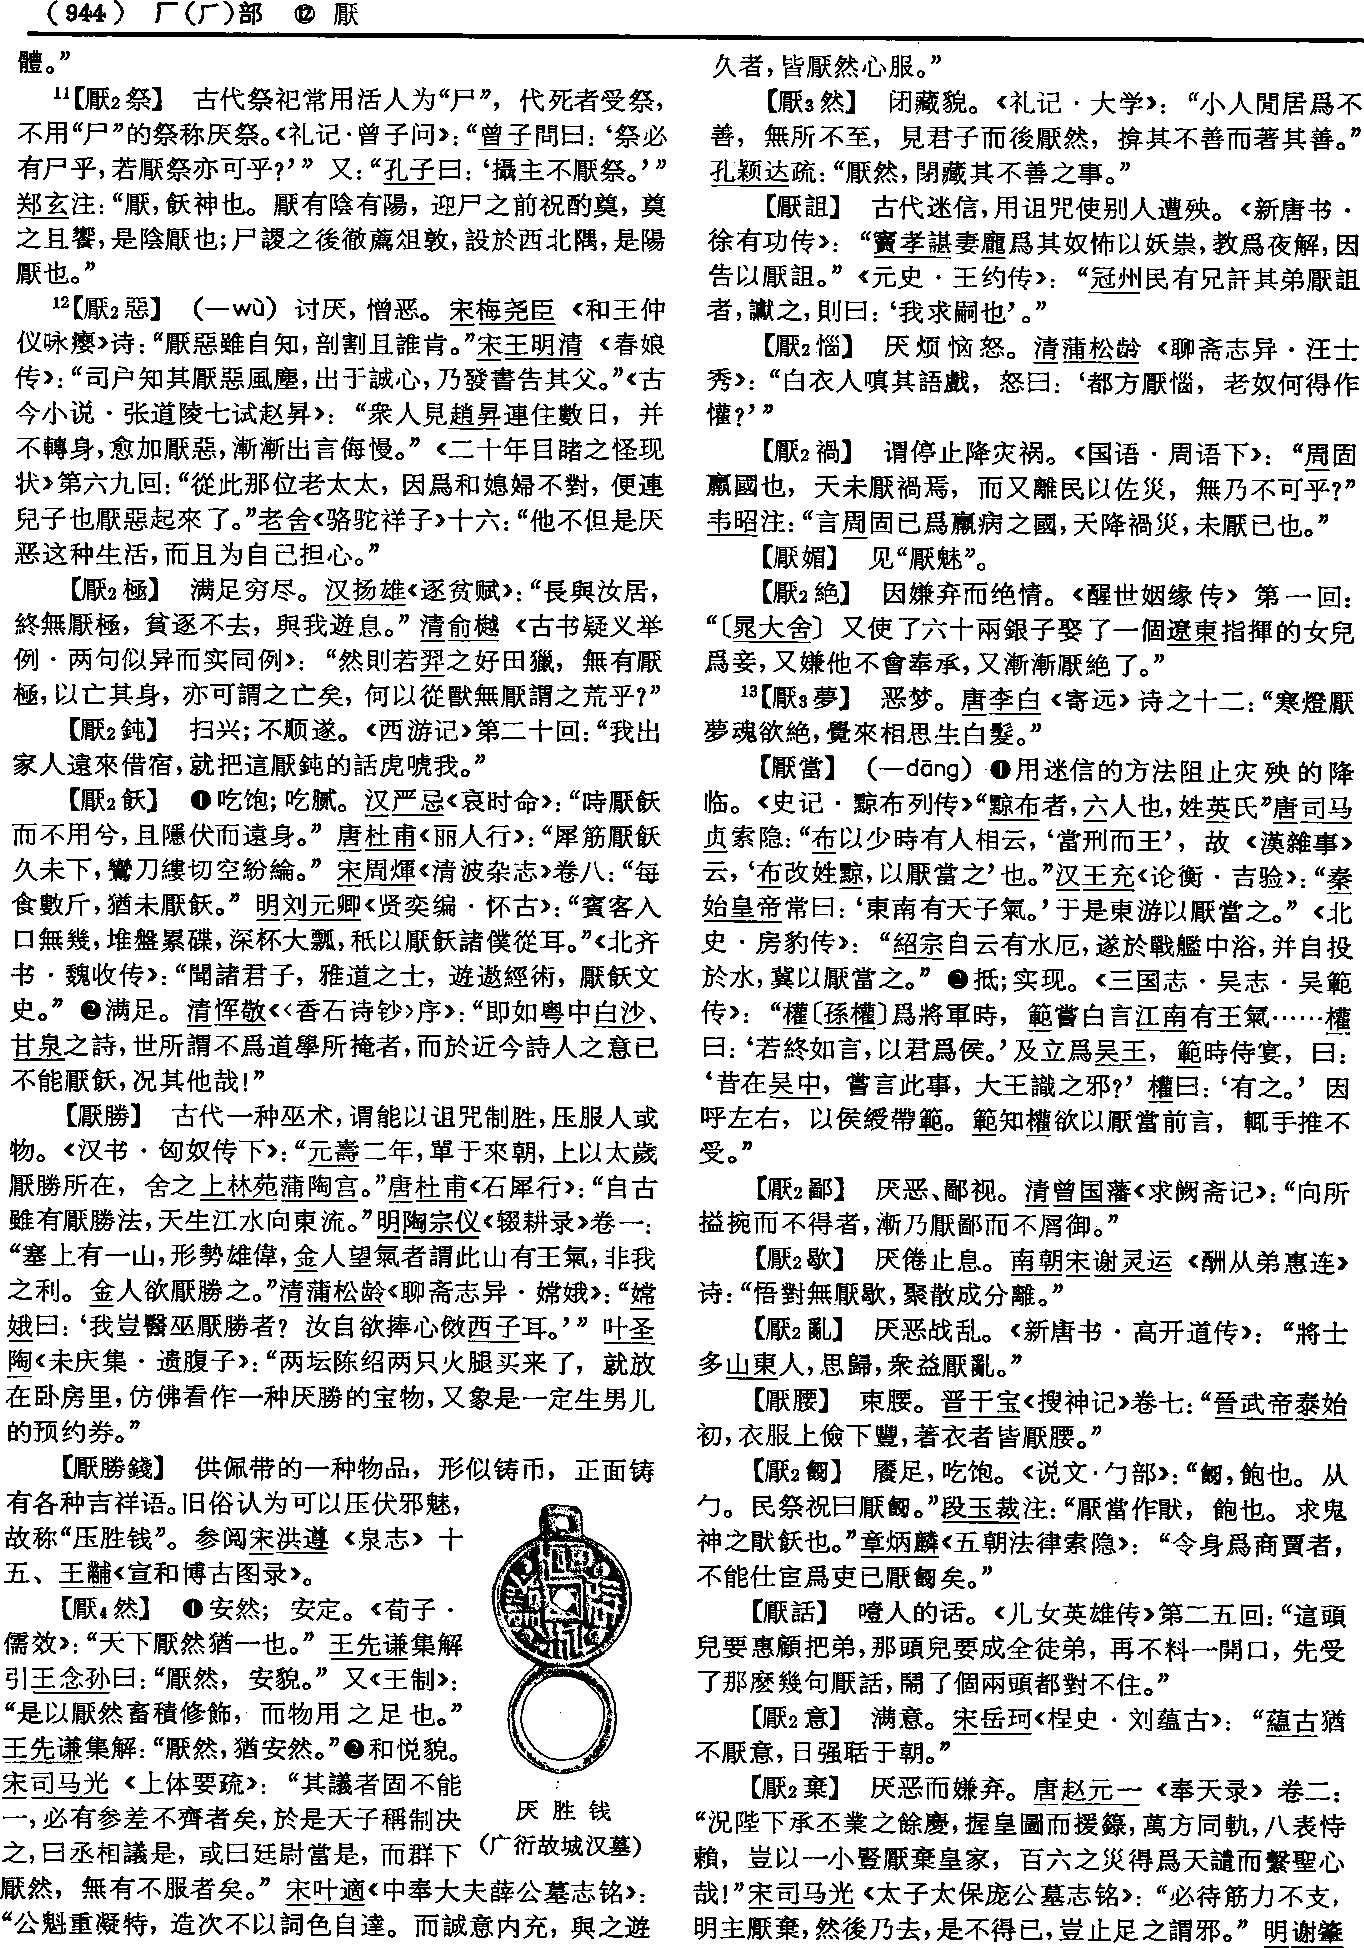 （944） 厂（⺁）部 ⑫ 厭
體。”
11【厭2祭】 古代祭祀常用活人为“尸”，代死者受祭，
不用“尸”的祭称厌祭。《礼记·曾子问》：“曾子問曰：‘祭必
有尸乎，若厭祭亦可乎？’” 又：“孔子曰：‘攝主不厭祭。’”
郑玄注：“厭，飫神也。厭有陰有陽，迎尸之前祝酌奠，奠
之且饗，是陰厭也；尸謖之後徹薦俎敦，設於西北隅，是陽
厭也。”
12【厭2惡】 （—wù）讨厌，憎恶。宋梅尧臣《和王仲
仪咏瘿》诗：“厭惡雖自知，剖割且誰肯。”宋王明清《春娘
传》：“司户知其厭惡風塵，出于誠心，乃發書告其父。”《古
今小说·张道陵七试赵昇》：“衆人見趙昇連住數日，并
不轉身，愈加厭惡，漸漸出言侮慢。”《二十年目睹之怪现
状》第六九回：“從此那位老太太，因爲和媳婦不對，便連
兒子也厭惡起來了。”老舍《骆驼祥子》十六：“他不但是厌
恶这种生活，而且为自己担心。”
【厭2極】 满足穷尽。汉扬雄《逐贫赋》：“長與汝居，
終無厭極，貧逐不去，與我遊息。”清俞樾《古书疑义举
例·两句似异而实同例》：“然則若羿之好田獵，無有厭
極，以亡其身，亦可謂之亡矣，何以從獸無厭謂之荒乎？”
【厭2鈍】 扫兴；不顺遂。《西游记》第二十回：“我出
家人遠來借宿，就把這厭鈍的話虎唬我。”
【厭2飫】 ❶吃饱；吃腻。汉严忌《哀时命》：“時厭飫
而不用兮，且隱伏而遠身。”唐杜甫《丽人行》：“犀筋厭飫
久未下，鸞刀縷切空紛綸。”宋周煇《清波杂志》卷八：“每
食數斤，猶未厭飫。”明刘元卿《贤奕编·怀古》：“賓客入
口無幾，堆盤累碟，深杯大瓢，秖以厭飫諸僕從耳。”《北齐
书·魏收传》：“聞諸君子，雅道之士，遊遨經術，厭飫文
史。”❷满足。清恽敬《〈香石诗钞〉序》：“即如粤中白沙、
甘泉之詩，世所謂不爲道學所掩者，而於近今詩人之意已
不能厭飫，况其他哉！”
【厭勝】 古代一种巫术，谓能以诅咒制胜，压服人或
物。《汉书·匈奴传下》：“元壽二年，單于來朝，上以太歲
厭勝所在，舍之上林苑蒲陶宫。”唐杜甫《石犀行》：“自古
雖有厭勝法，天生江水向東流。”明陶宗仪《辍耕录》卷一：
“塞上有一山，形勢雄偉，金人望氣者謂此山有王氣，非我
之利。金人欲厭勝之。”清蒲松龄《聊斋志异·嫦娥》：“嫦
娥曰：‘我豈醫巫厭勝者？汝自欲捧心傚西子耳。’”叶圣
陶《未厌集·遗腹子》：“两坛陈绍两只火腿买来了，就放
在卧房里，仿佛看作一种厌勝的宝物，又象是一定生男儿
的预约券。”
【厭勝錢】 供佩带的一种物品，形似铸币，正面铸
有各种吉祥语。旧俗认为可以压伏邪魅，
故称“压胜钱”。参阅宋洪遵《泉志》十
五、王黼《宣和博古图录》。
【厭4然】 ❶安然；安定。《荀子·
儒效》：“天下厭然猶一也。”王先谦集解
引王念孙曰：“厭然，安貌。”又《王制》：
“是以厭然畜積修飾，而物用之足也。”
王先谦集解：“厭然，猶安然。”❷和悦貌。
宋司马光《上体要疏》：“其議者固不能
一，必有参差不齊者矣，於是天子稱制决
之，曰丞相議是，或曰廷尉當是，而群下
厭然，無有不服者矣。”宋叶適《中奉大夫薛公墓志铭》：
“公魁重凝特，造次不以詞色自達。而誠意内充，與之遊
厌胜钱
（广衍故城汉墓）
久者，皆厭然心服。”
【厭3然】 闭藏貌。《礼记·大学》：“小人閒居爲不
善，無所不至，見君子而後厭然，揜其不善而著其善。”
孔颖达疏：“厭然，閉藏其不善之事。”
【厭詛】 古代迷信，用诅咒使别人遭殃。《新唐书·
徐有功传》：“竇孝諶妻龐爲其奴怖以妖祟，教爲夜解，因
告以厭詛。”《元史·王约传》：“冠州民有兄訐其弟厭詛
者，讞之，則曰：‘我求嗣也’。”
【厭2惱】 厌烦恼怒。清蒲松龄《聊斋志异·汪士
秀》：“白衣人嗔其語戲，怒曰：‘都方厭惱，老奴何得作
懽？’”
【厭2禍】 谓停止降灾祸。《国语·周语下》：“周固
羸國也，天未厭禍焉，而又離民以佐災，無乃不可乎？”
韦昭注：“言周固已爲羸病之國，天降禍災，未厭已也。”
【厭媚】 见“厭魅”。
【厭2絶】 因嫌弃而绝情。《醒世姻缘传》第一回：
“〔晁大舍〕又使了六十兩銀子娶了一個遼東指揮的女兒
爲妾，又嫌他不會奉承，又漸漸厭絶了。”
13【厭3夢】 恶梦。唐李白《寄远》诗之十二：“寒燈厭
夢魂欲絶，覺來相思生白髮。”
【厭當】 （—dāng）❶用迷信的方法阻止灾殃的降
临。《史记·黥布列传》“黥布者，六人也，姓英氏”唐司马
贞索隐：“布以少時有人相云，‘當刑而王’，故《漢雜事》
云，‘布改姓黥，以厭當之’也。”汉王充《论衡·吉验》：“秦
始皇帝常曰：‘東南有天子氣。’于是東游以厭當之。”《北
史·房豹传》：“紹宗自云有水厄，遂於戰艦中浴，并自投
於水，冀以厭當之。”❷抵；实现。《三国志·吴志·吴範
传》：“權〔孫權〕爲將軍時，範嘗白言江南有王氣……權
曰：‘若終如言，以君爲侯。’及立爲吴王，範時侍宴，曰：
‘昔在吴中，嘗言此事，大王識之邪？’權曰：‘有之。’因
呼左右，以侯綬帶範。範知權欲以厭當前言，輒手推不
受。”
【厭2鄙】 厌恶、鄙视。清曾国藩《求阙斋记》：“向所
搤捥而不得者，漸乃厭鄙而不屑御。”
【厭2歇】 厌倦止息。南朝宋谢灵运《酬从弟惠连》
诗：“悟對無厭歇，聚散成分離。”
【厭2亂】 厌恶战乱。《新唐书·高开道传》：“將士
多山東人，思歸，衆益厭亂。”
【厭腰】 束腰。晋干宝《搜神记》卷七：“晉武帝泰始
初，衣服上儉下豐，著衣者皆厭腰。”
【厭2匓】 餍足，吃饱。《说文·勹部》：“匓，飽也。从
勹。民祭祝曰厭匓。”段玉裁注：“厭當作猒，飽也。求鬼
神之猒飫也。”章炳麟《五朝法律索隐》：“令身爲商賈者，
不能仕宦爲吏已厭匓矣。”
【厭話】 噎人的话。《儿女英雄传》第二五回：“這頭
兒要惠顧把弟，那頭兒要成全徒弟，再不料一開口，先受
了那麽幾句厭話，鬧了個兩頭都對不住。”
【厭2意】 满意。宋岳珂《桯史·刘蕴古》：“藴古猶
不厭意，日强聒于朝。”
【厭2棄】 厌恶而嫌弃。唐赵元一《奉天录》卷二：
“況陛下承丕業之餘慶，握皇圖而援籙，萬方同軌，八表恃
賴，豈以一小豎厭棄皇家，百六之災得爲天譴而繫聖心
哉！”宋司马光《太子太保庞公墓志铭》：“必待筋力不支，
明主厭棄，然後乃去，是不得已，豈止足之謂邪。”明谢肇